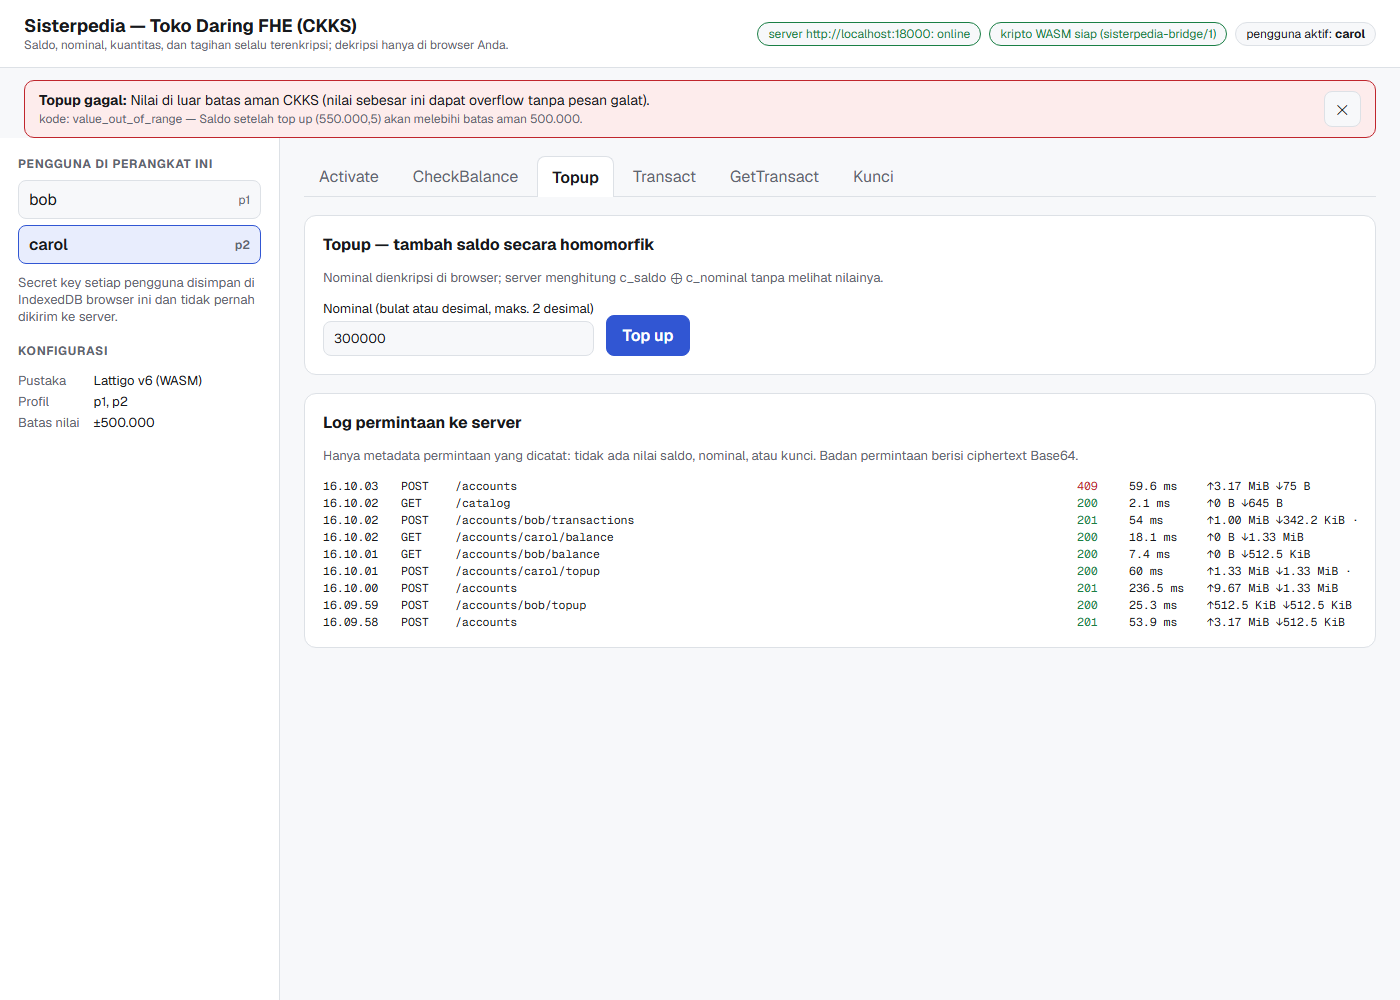 Sisterpedia — Toko Daring FHE (CKKS)
Saldo, nominal, kuantitas, dan tagihan selalu terenkripsi; dekripsi hanya di browser Anda.
server http://localhost:18000: online
kripto WASM siap (sisterpedia-bridge/1)
pengguna aktif: carol
Topup gagal: Nilai di luar batas aman CKKS (nilai sebesar ini dapat overflow tanpa pesan galat).
kode: value_out_of_range — Saldo setelah top up (550.000,5) akan melebihi batas aman 500.000.
×
PENGGUNA DI PERANGKAT INI
bob p1
carol p2
Secret key setiap pengguna disimpan di
IndexedDB browser ini dan tidak pernah
dikirim ke server.
KONFIGURASI
Pustaka Lattigo v6 (WASM)
Profil p1, p2
Batas nilai ±500.000
Activate CheckBalance Topup Transact GetTransact Kunci
Topup — tambah saldo secara homomorfik
Nominal dienkripsi di browser; server menghitung c_saldo ⊕ c_nominal tanpa melihat nilainya.
Nominal (bulat atau desimal, maks. 2 desimal)
300000
Top up
Log permintaan ke server
Hanya metadata permintaan yang dicatat: tidak ada nilai saldo, nominal, atau kunci. Badan permintaan berisi ciphertext Base64.
16.10.03 POST /accounts 409 59.6 ms ↑3.17 MiB ↓75 B
16.10.02 GET /catalog 200 2.1 ms ↑0 B ↓645 B
16.10.02 POST /accounts/bob/transactions 201 54 ms ↑1.00 MiB ↓342.2 KiB ·
16.10.02 GET /accounts/carol/balance 200 18.1 ms ↑0 B ↓1.33 MiB
16.10.01 GET /accounts/bob/balance 200 7.4 ms ↑0 B ↓512.5 KiB
16.10.01 POST /accounts/carol/topup 200 60 ms ↑1.33 MiB ↓1.33 MiB ·
16.10.00 POST /accounts 201 236.5 ms ↑9.67 MiB ↓1.33 MiB
16.09.59 POST /accounts/bob/topup 200 25.3 ms ↑512.5 KiB ↓512.5 KiB
16.09.58 POST /accounts 201 53.9 ms ↑3.17 MiB ↓512.5 KiB